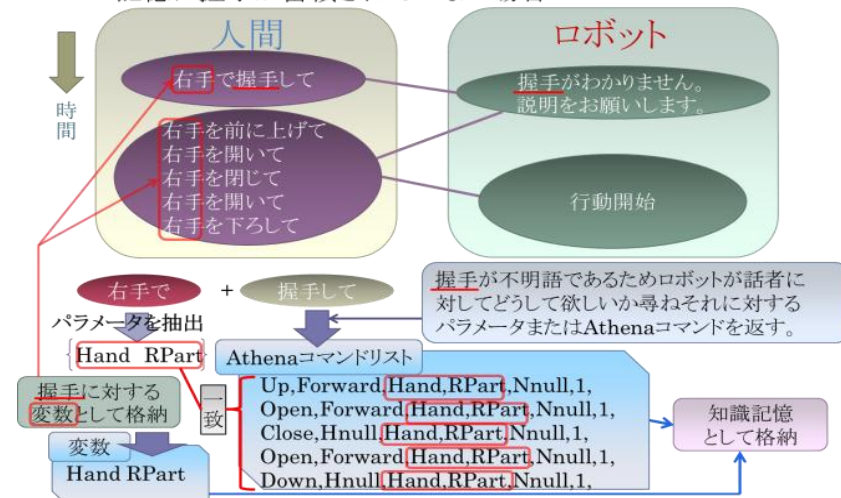 人間
ロボット
時間
右手で握手して
握手がわかりません。
説明をお願いします。
右手を前に上げて
右手を開いて
右手を閉じて
右手を開いて
右手を下ろして
行動開始
右手で
+
握手して
握手が不明語であるためロボットが話者に
対してどうして欲しいか尋ねそれに対する
パラメータまたはAthenaコマンドを返す。
パラメータを抽出
{Hand RPart}
Athenaコマンドリスト
握手に対する
変数として格納
一致
Up,Forward,Hand,RPart,Nnull,1,
Open,Forward,Hand,RPart,Nnull,1,
Close,Hnull,Hand,RPart,Nnull,1,
Open,Forward,Hand,RPart,Nnull,1,
Down,Hnull,Hand,RPart,Nnull,1,
知識記憶
として格納
変数
Hand RPart